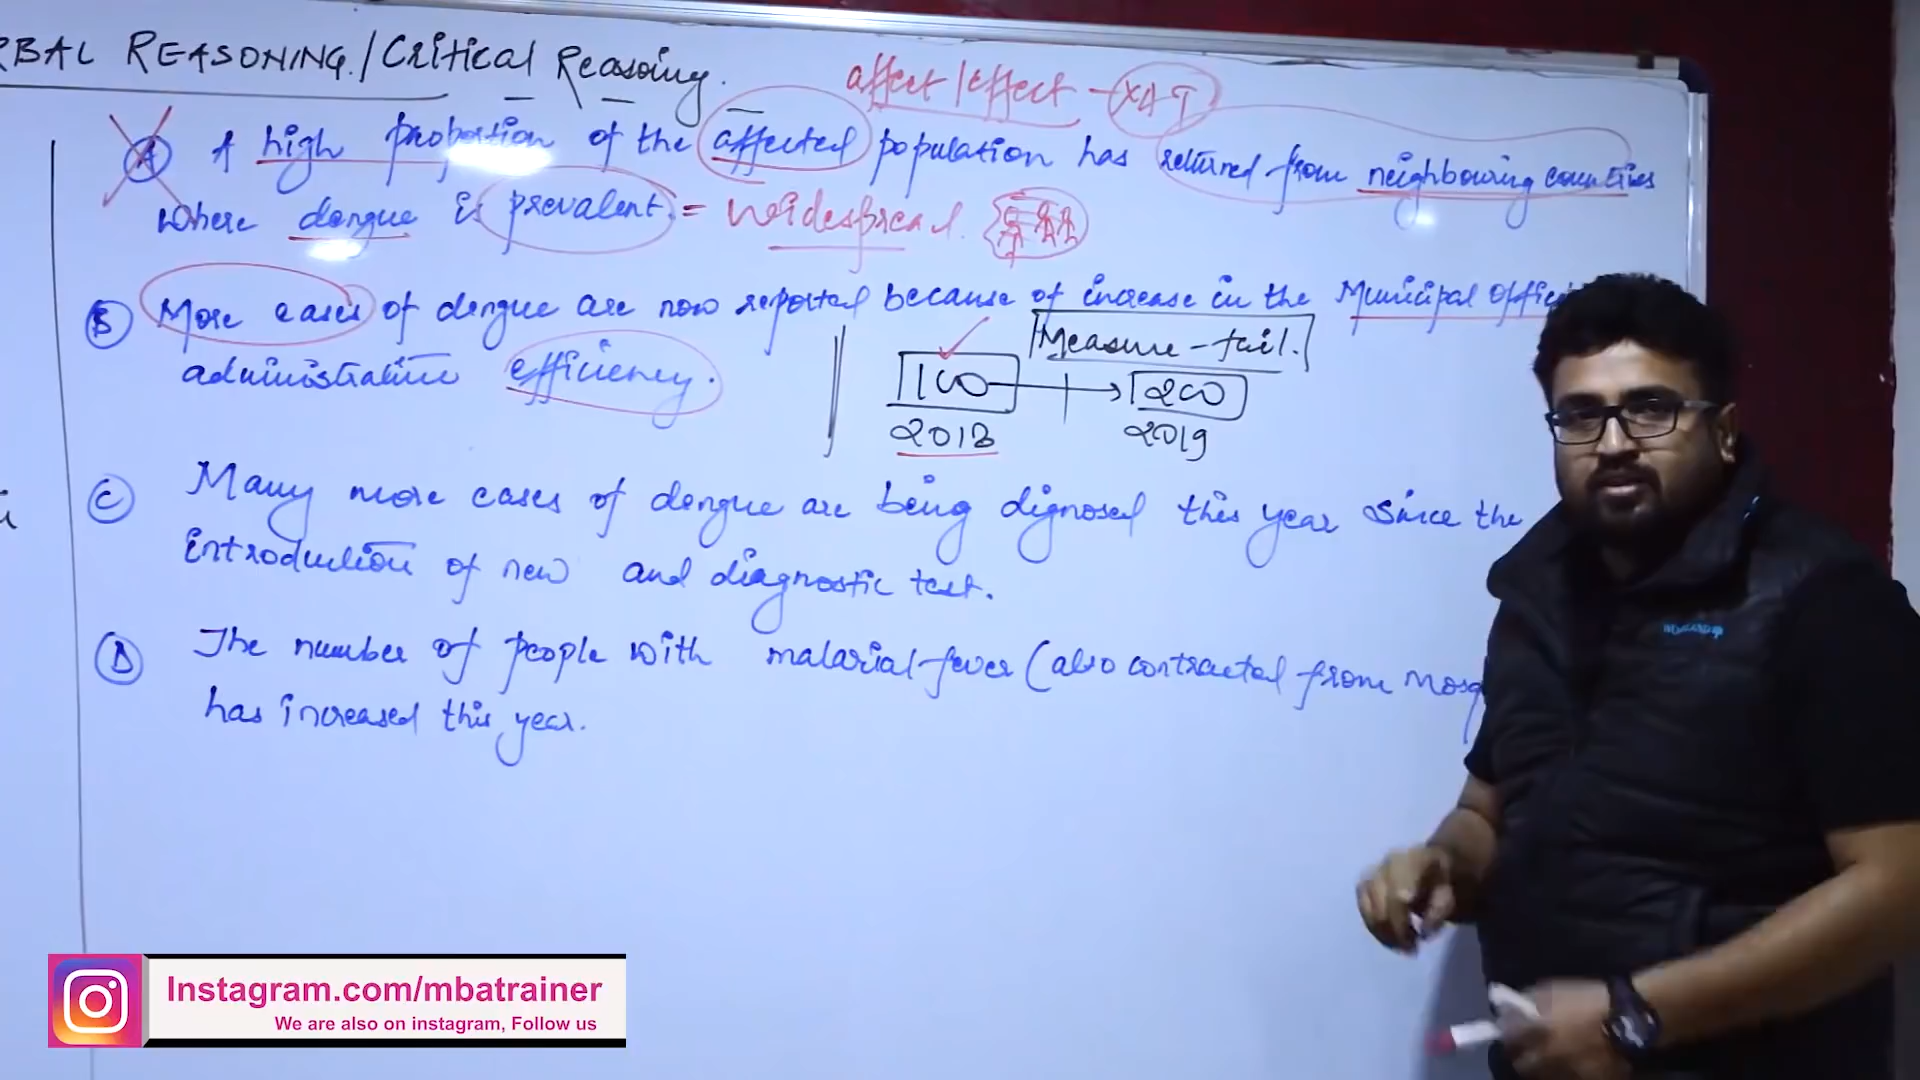 RBAL REASONING / Critical Reasoing.
affect / effect - XAT
A A high proportion of the affected population has returned from neighbouring countries
where dengue is prevalent = widespread.
B More cases of dengue are now reported because of increase in the Municipal Office
administrative efficiency.
Measure - fail.
100 200
2018 2019
C Many more cases of dengue are being dignosed this year since the
introduction of new and diagnostic test.
D The number of people with malarial fever (also contracted from mosq
has increased this year.
Instagram.com/mbatrainer
We are also on instagram, Follow us